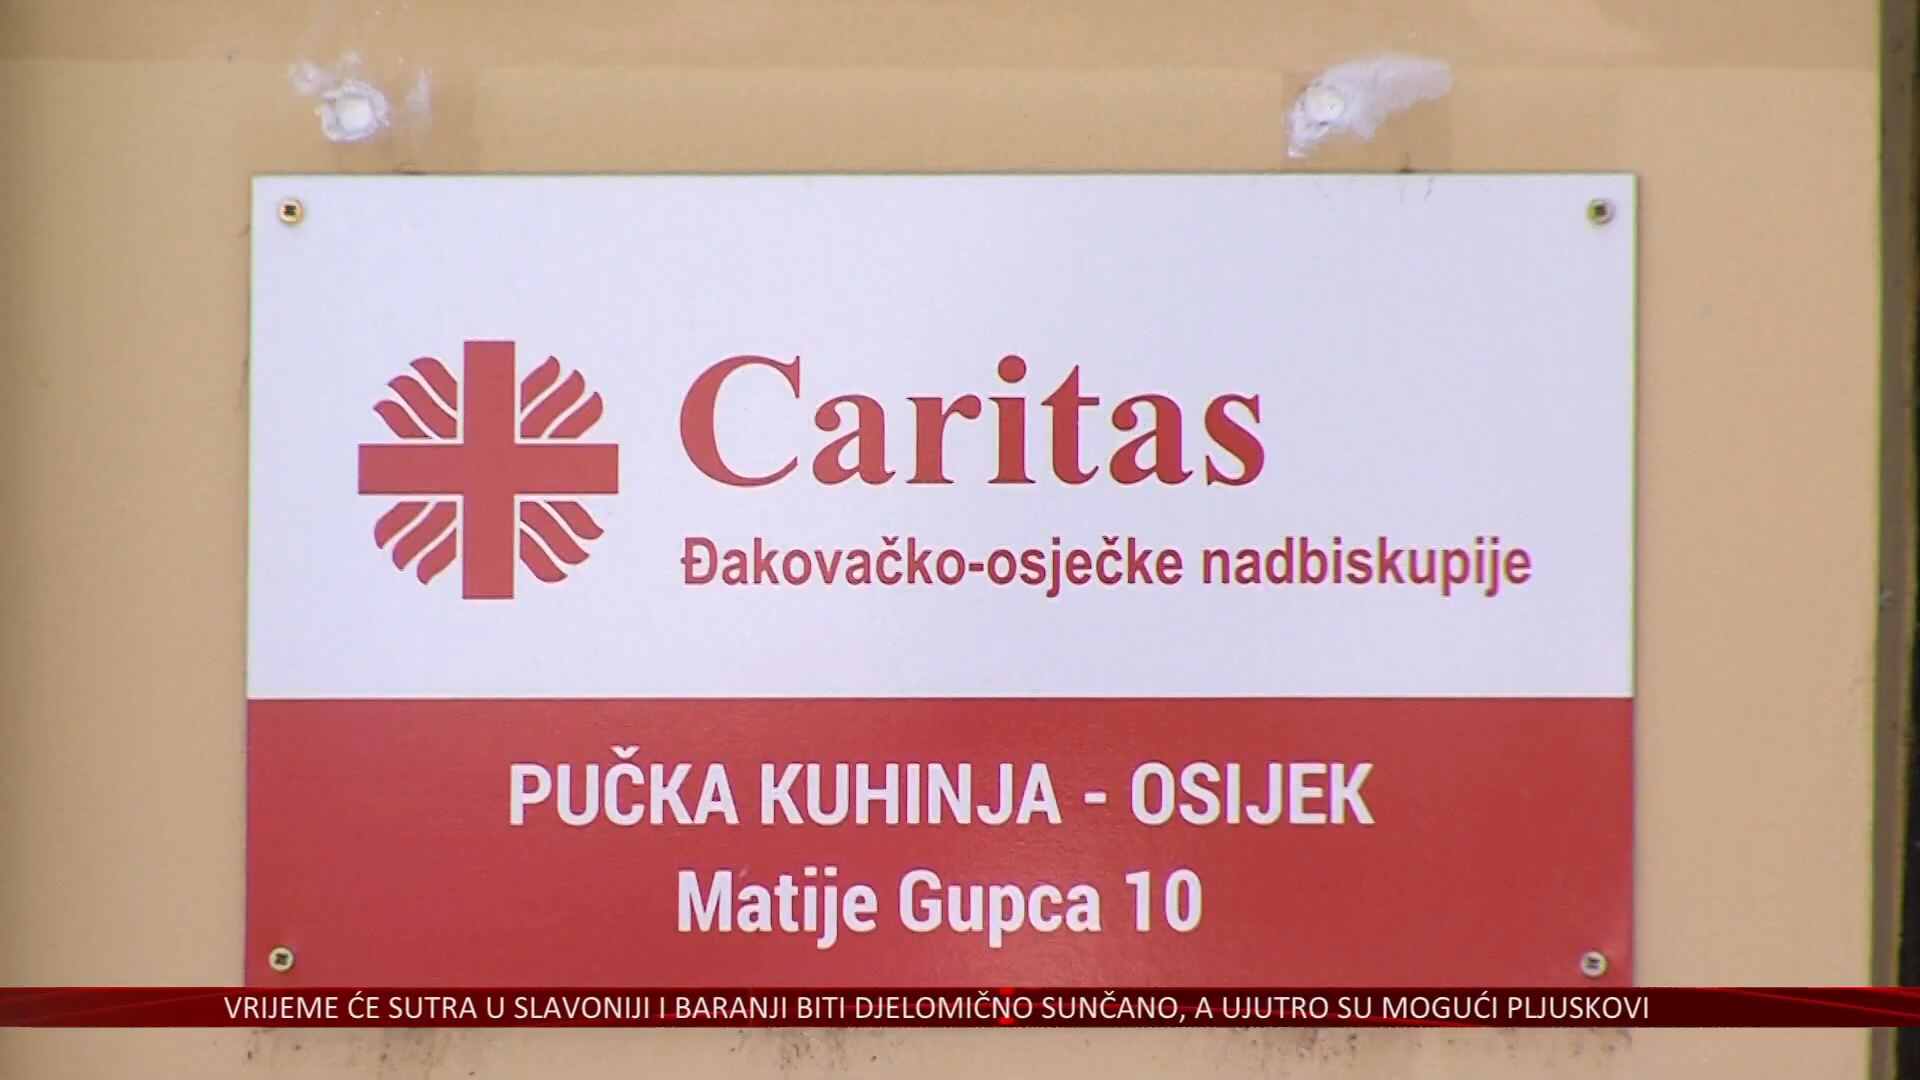 Caritas
Đakovačko-osječke nadbiskupije
PUČKA KUHINJA - OSIJEK
Matije Gupca 10
VRIJEME ĆE SUTRA U SLAVONIJI I BARANJI BITI DJELOMIČNO SUNČANO, A UJUTRO SU MOGUĆI PLJUSKOVI